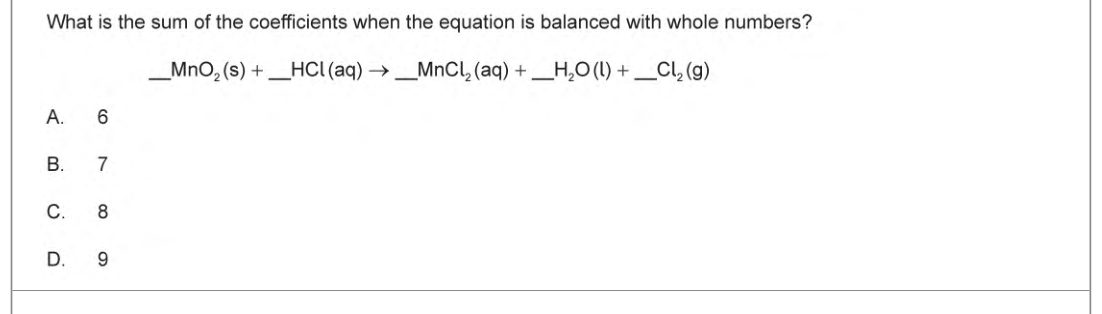 What is the sum of the coefficients when the equation is balanced with whole numbers?
__MnO₂(s) + __HCl(aq) → __MnCl₂(aq) + __H₂O(l) + __Cl₂(g)
A. 6
B. 7
C. 8
D. 9